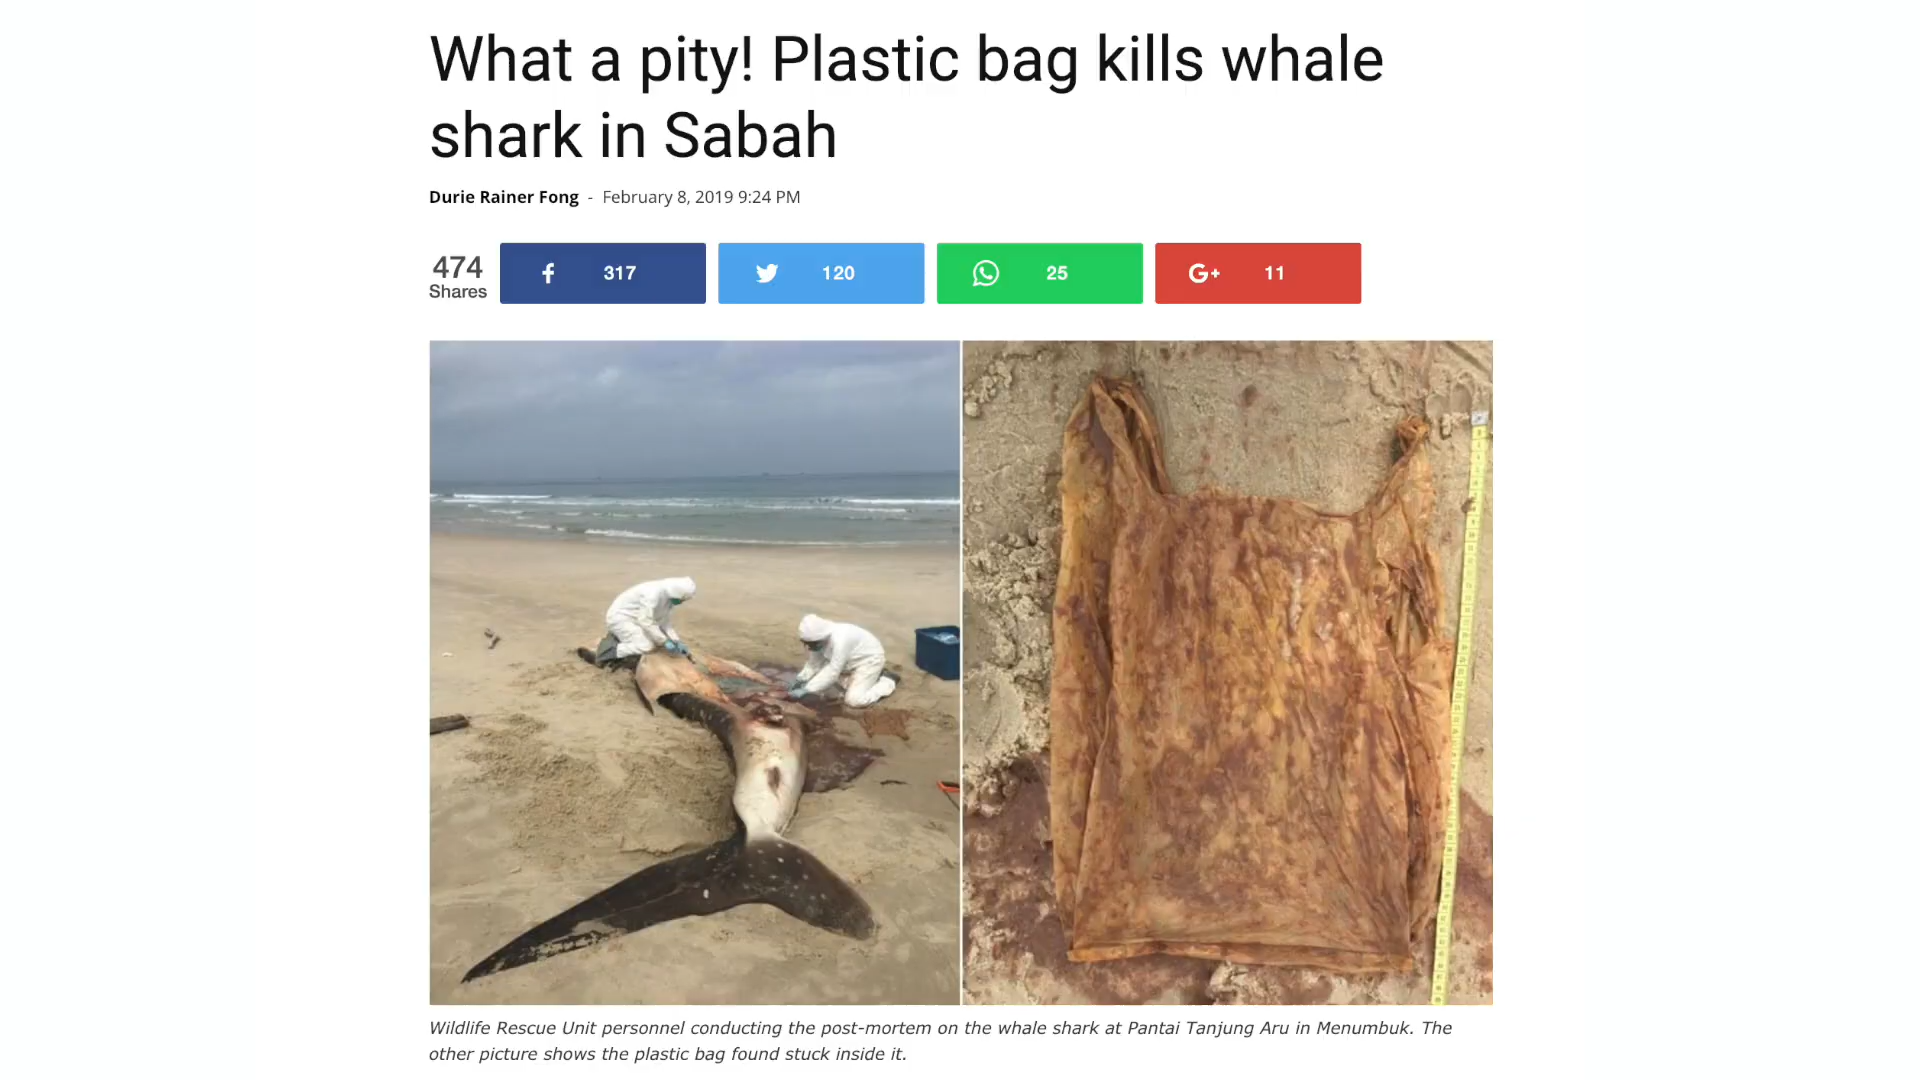 What a pity! Plastic bag kills whale
shark in Sabah
Durie Rainer Fong - February 8, 2019 9:24 PM
474
Shares
f 317
120
25
G+ 11
Wildlife Rescue Unit personnel conducting the post-mortem on the whale shark at Pantai Tanjung Aru in Menumbuk. The
other picture shows the plastic bag found stuck inside it.